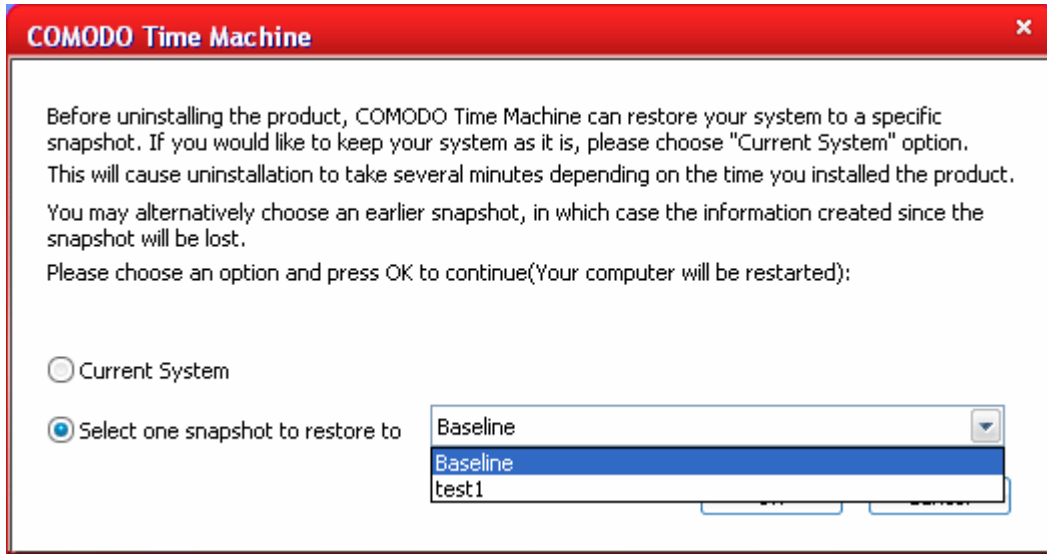 COMODO Time Machine
Before uninstalling the product, COMODO Time Machine can restore your system to a specific
snapshot. If you would like to keep your system as it is, please choose "Current System" option.
This will cause uninstallation to take several minutes depending on the time you installed the product.
You may alternatively choose an earlier snapshot, in which case the information created since the
snapshot will be lost.
Please choose an option and press OK to continue(Your computer will be restarted):
Current System
Select one snapshot to restore to
Baseline
Baseline
test1